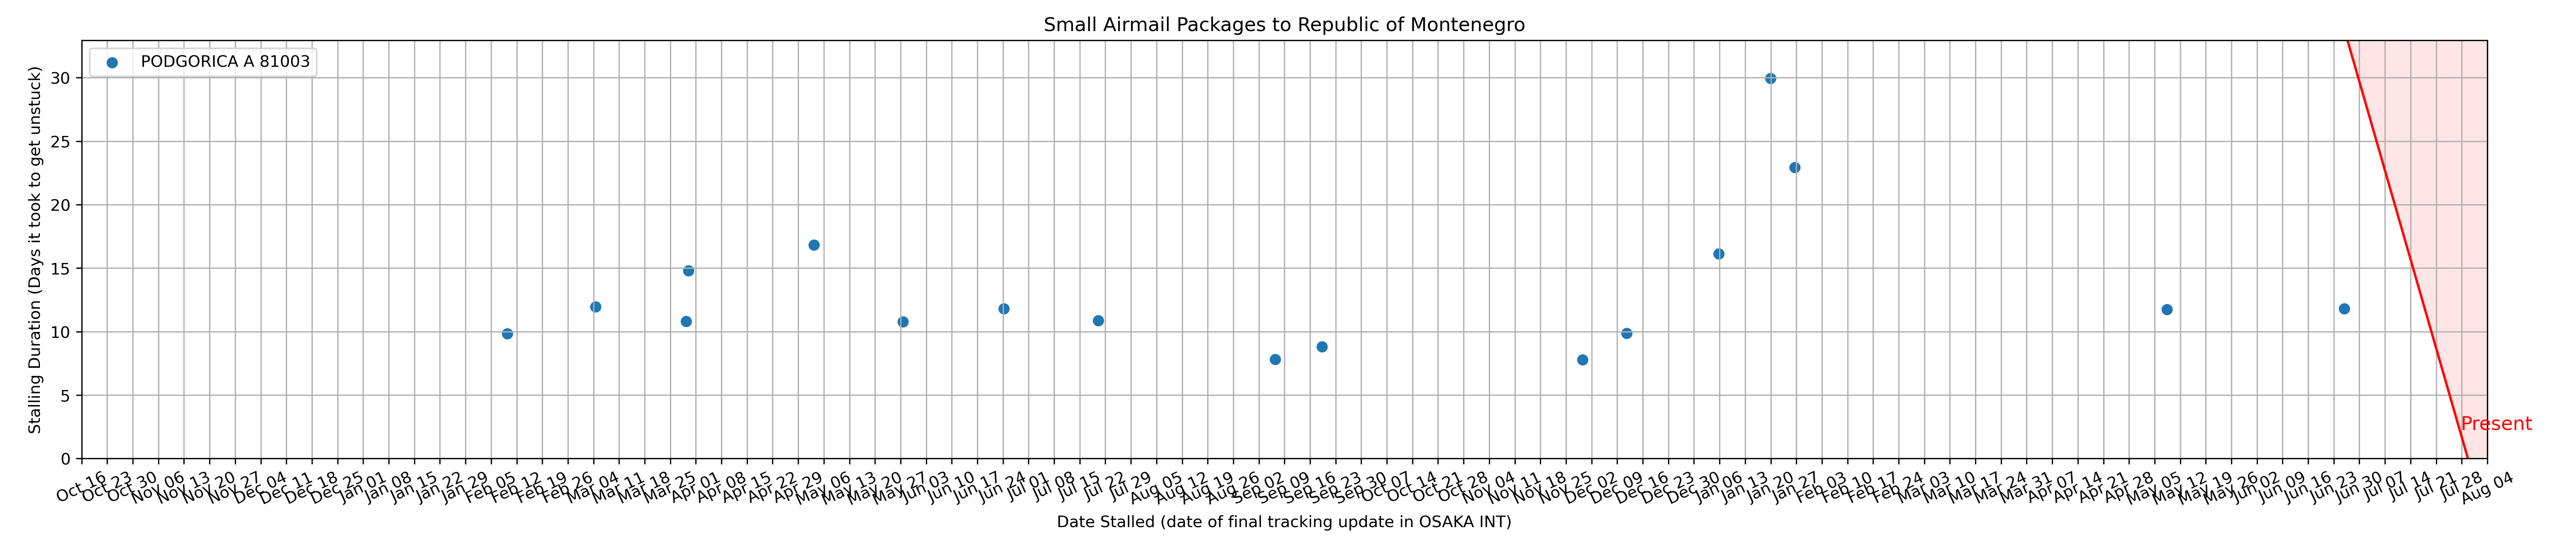 Small Airmail Packages to Republic of Montenegro
PODGORICA A 81003
Stalling Duration (Days it took to get unstuck)
30
25
20
15
10
5
0
Present
Oct 16 Oct 23 Oct 30 Nov 06 Nov 13 Nov 20 Nov 27 Dec 04 Dec 11 Dec 18 Dec 25 Jan 01 Jan 08 Jan 15 Jan 22 Jan 29 Feb 05 Feb 12 Feb 19 Feb 26 Mar 04 Mar 11 Mar 18 Mar 25 Apr 01 Apr 08 Apr 15 Apr 22 Apr 29 May 06 May 13 May 20 May 27 Jun 03 Jun 10 Jun 17 Jun 24 Jul 01 Jul 08 Jul 15 Jul 22 Jul 29 Aug 05 Aug 12 Aug 19 Aug 26 Sep 02 Sep 09 Sep 16 Sep 23 Sep 30 Oct 07 Oct 14 Oct 21 Oct 28 Nov 04 Nov 11 Nov 18 Nov 25 Dec 02 Dec 09 Dec 16 Dec 23 Dec 30 Jan 06 Jan 13 Jan 20 Jan 27 Feb 03 Feb 10 Feb 17 Feb 24 Mar 03 Mar 10 Mar 17 Mar 24 Mar 31 Apr 07 Apr 14 Apr 21 Apr 28 May 05 May 12 May 19 May 26 Jun 02 Jun 09 Jun 16 Jun 23 Jun 30 Jul 07 Jul 14 Jul 21 Jul 28 Aug 04
Date Stalled (date of final tracking update in OSAKA INT)